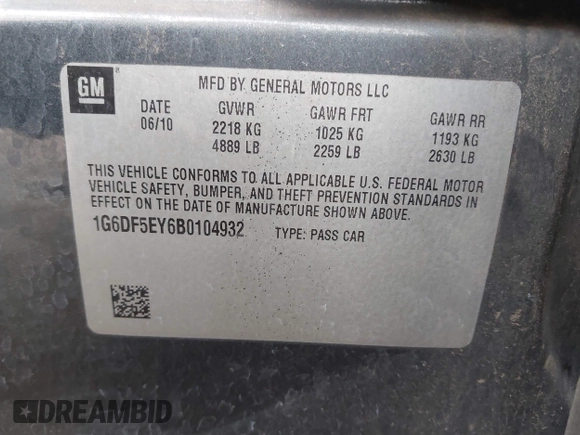 GM
MFD BY GENERAL MOTORS LLC
DATE GVWR GAWR FRT GAWR RR
06/10 2218 KG 1025 KG 1193 KG
4889 LB 2259 LB 2630 LB
THIS VEHICLE CONFORMS TO ALL APPLICABLE U.S. FEDERAL MOTOR
VEHICLE SAFETY, BUMPER, AND THEFT PREVENTION STANDARDS IN
EFFECT ON THE DATE OF MANUFACTURE SHOWN ABOVE.
1G6DF5EY6B0104932 TYPE: PASS CAR
DREAMBID